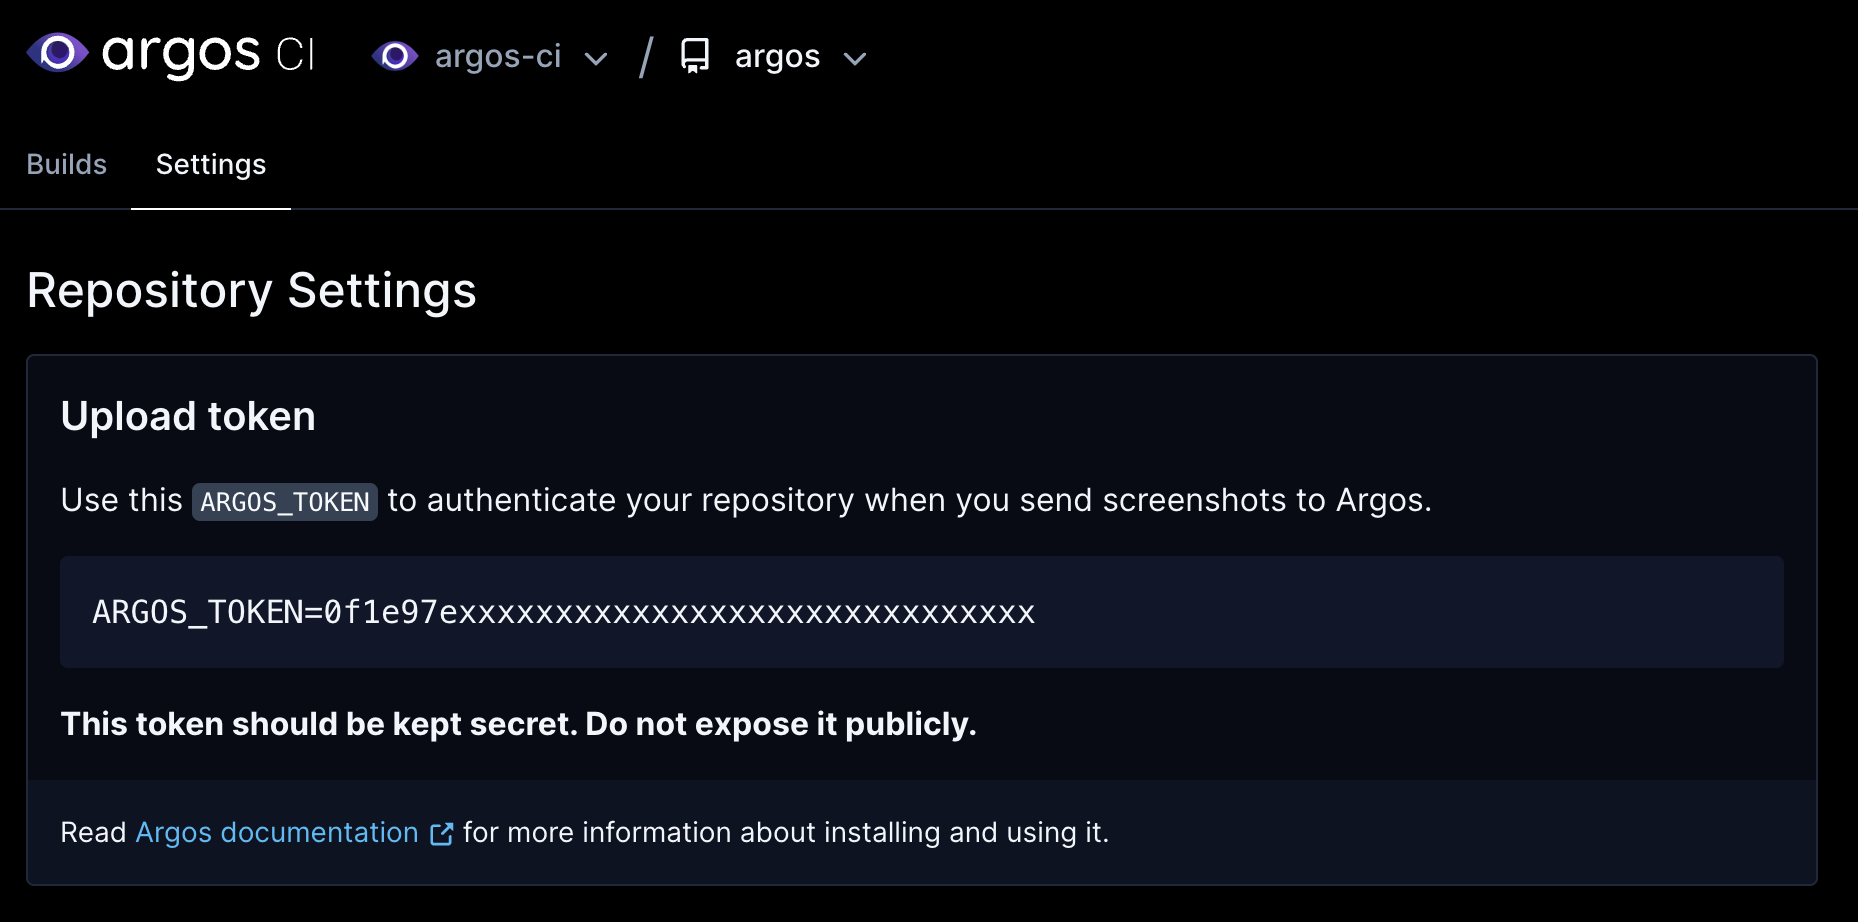 argos CI argos-ci / argos
Builds Settings
Repository Settings
Upload token
Use this ARGOS_TOKEN to authenticate your repository when you send screenshots to Argos.
ARGOS_TOKEN=0f1e97exxxxxxxxxxxxxxxxxxxxxxxxxxxxxx
This token should be kept secret. Do not expose it publicly.
Read Argos documentation for more information about installing and using it.